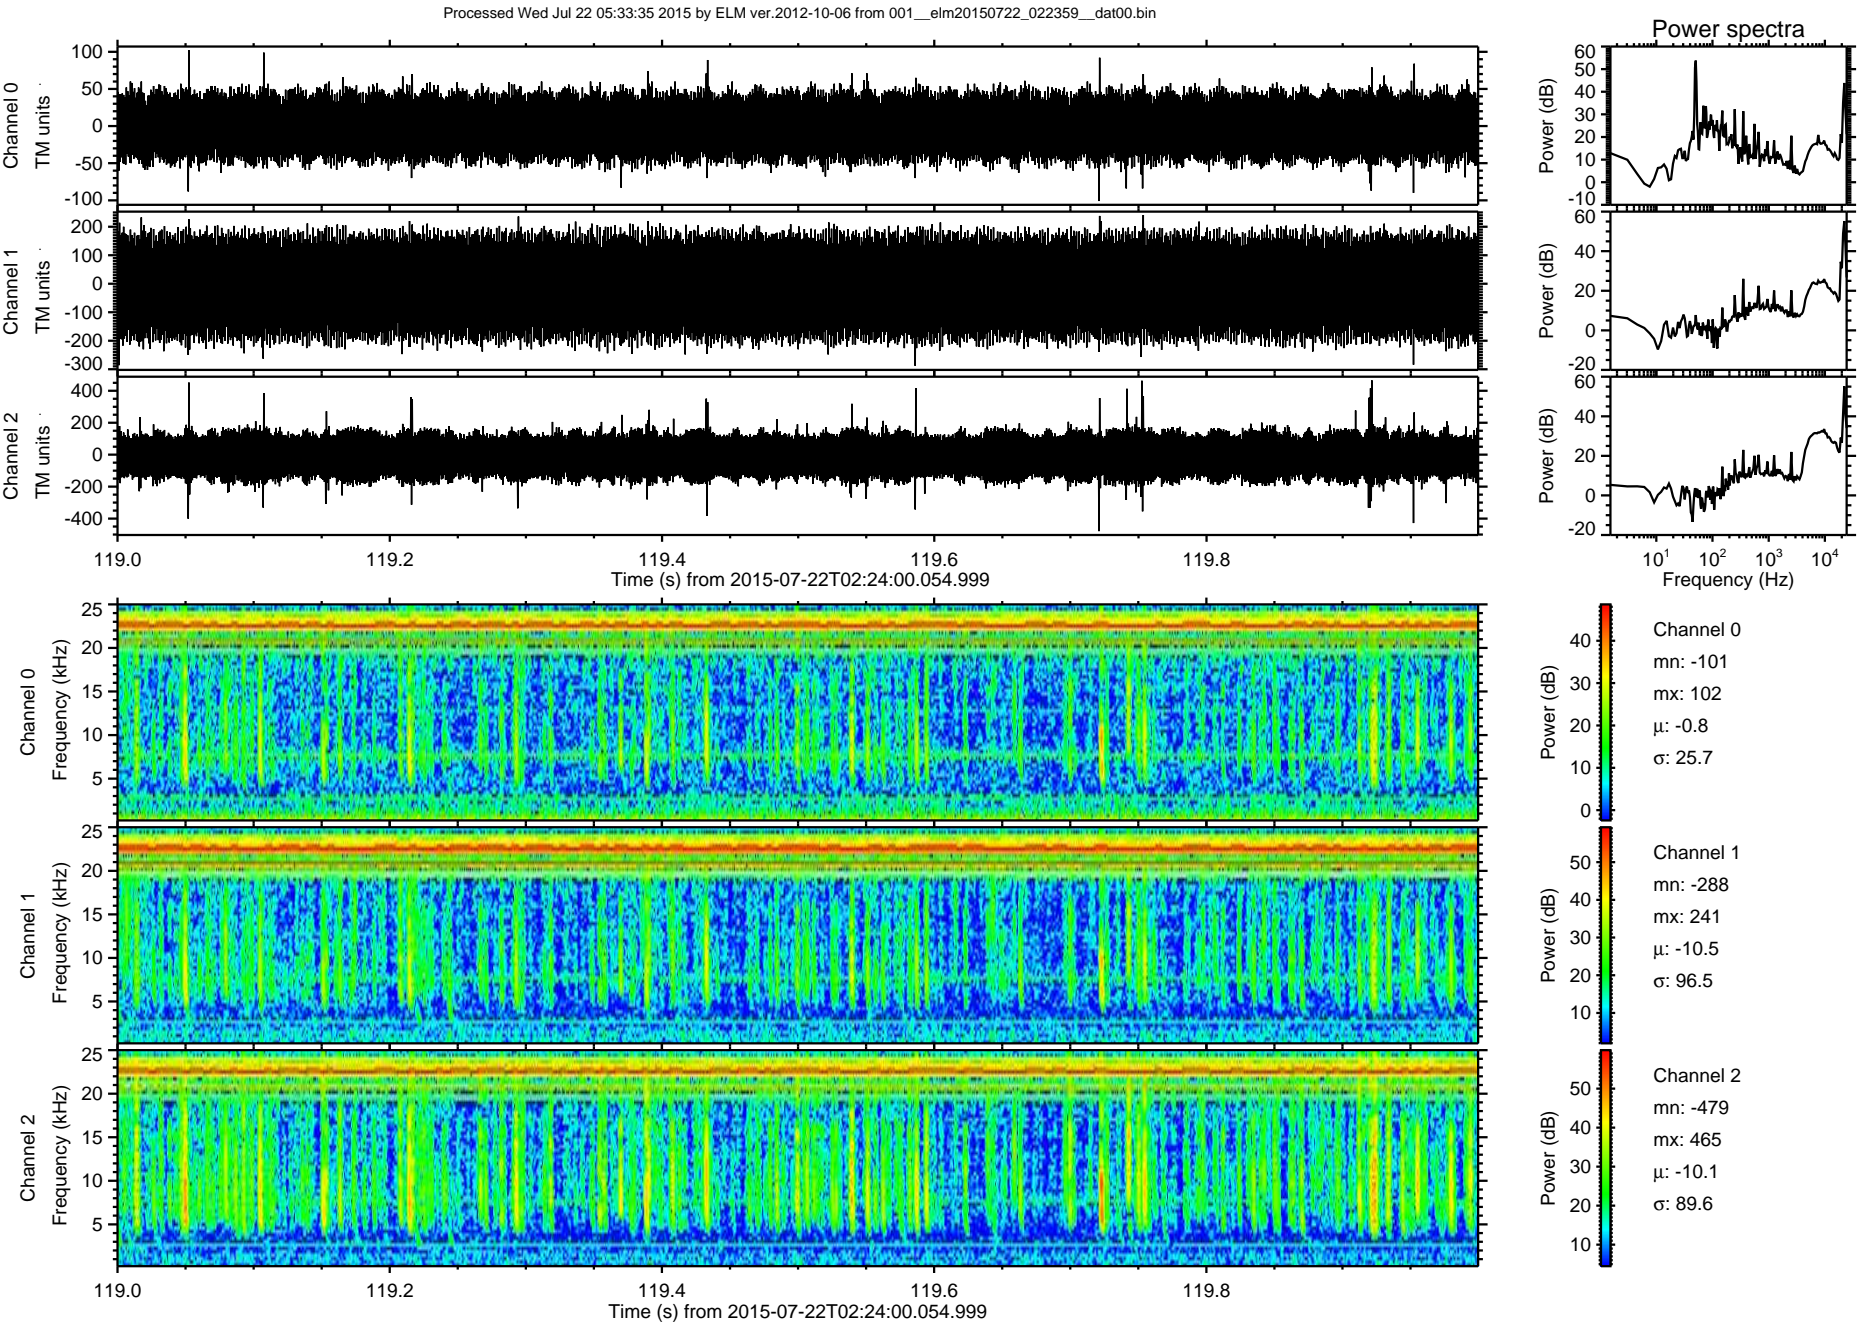 Processed Wed Jul 22 05:33:35 2015 by ELM ver.2012-10-06 from 001__elm20150722_022359__dat00.bin
Power spectra
Channel 0
TM units
100
50
0
-50
-100
Power (dB)
60
50
40
30
20
10
0
-10
Channel 1
TM units
200
100
0
-100
-200
-300
Power (dB)
60
40
20
0
-20
Channel 2
TM units
400
200
0
-200
-400
Power (dB)
60
40
20
0
-20
119.0 119.2 119.4 119.6 119.8
Time (s) from 2015-07-22T02:24:00.054.999
10^1 10^2 10^3 10^4
Frequency (Hz)
Channel 0
Frequency (kHz)
25
20
15
10
5
Power (dB)
40
30
20
10
0
Channel 0
mn: -101
mx: 102
μ: -0.8
σ: 25.7
Channel 1
Frequency (kHz)
25
20
15
10
5
Power (dB)
50
40
30
20
10
Channel 1
mn: -288
mx: 241
μ: -10.5
σ: 96.5
Channel 2
Frequency (kHz)
25
20
15
10
5
Power (dB)
50
40
30
20
10
Channel 2
mn: -479
mx: 465
μ: -10.1
σ: 89.6
119.0 119.2 119.4 119.6 119.8
Time (s) from 2015-07-22T02:24:00.054.999